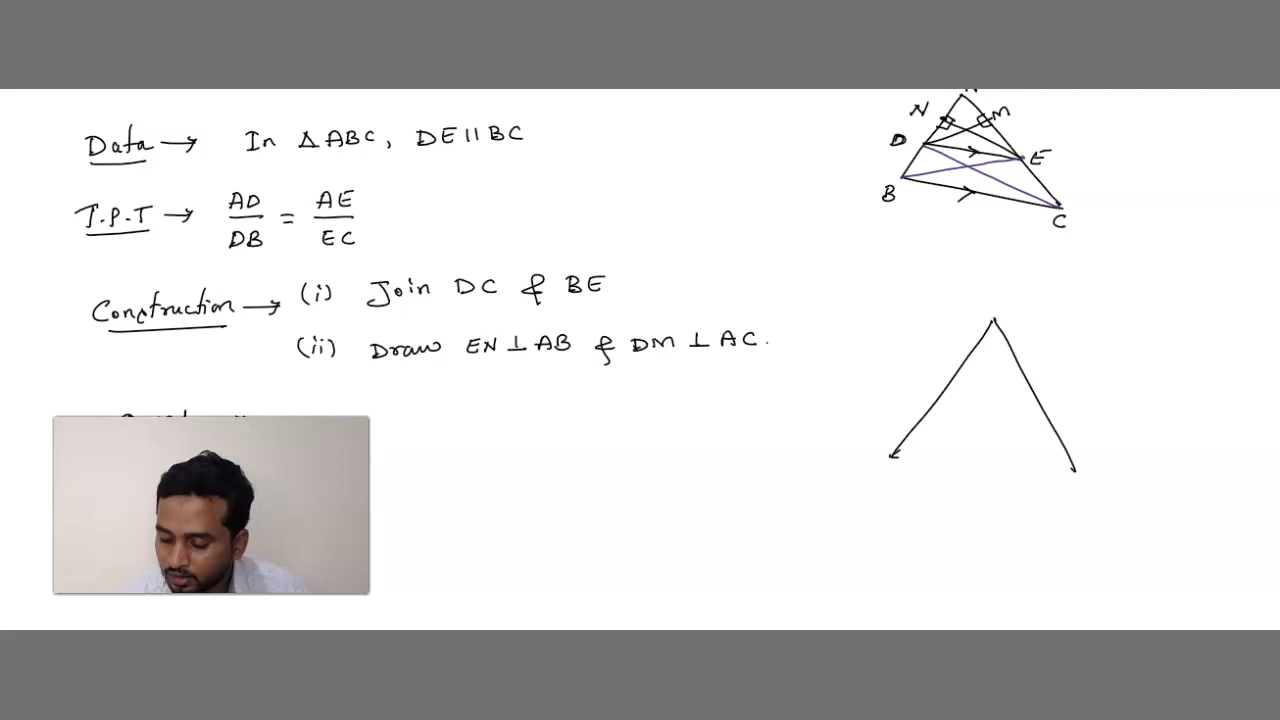 Data → In △ABC, DE∥BC
T.P.T → AD/DB = AE/EC
Construction → (i) Join DC & BE
(ii) Draw EN⊥AB & DM⊥AC.
N
M
D
E
B
C